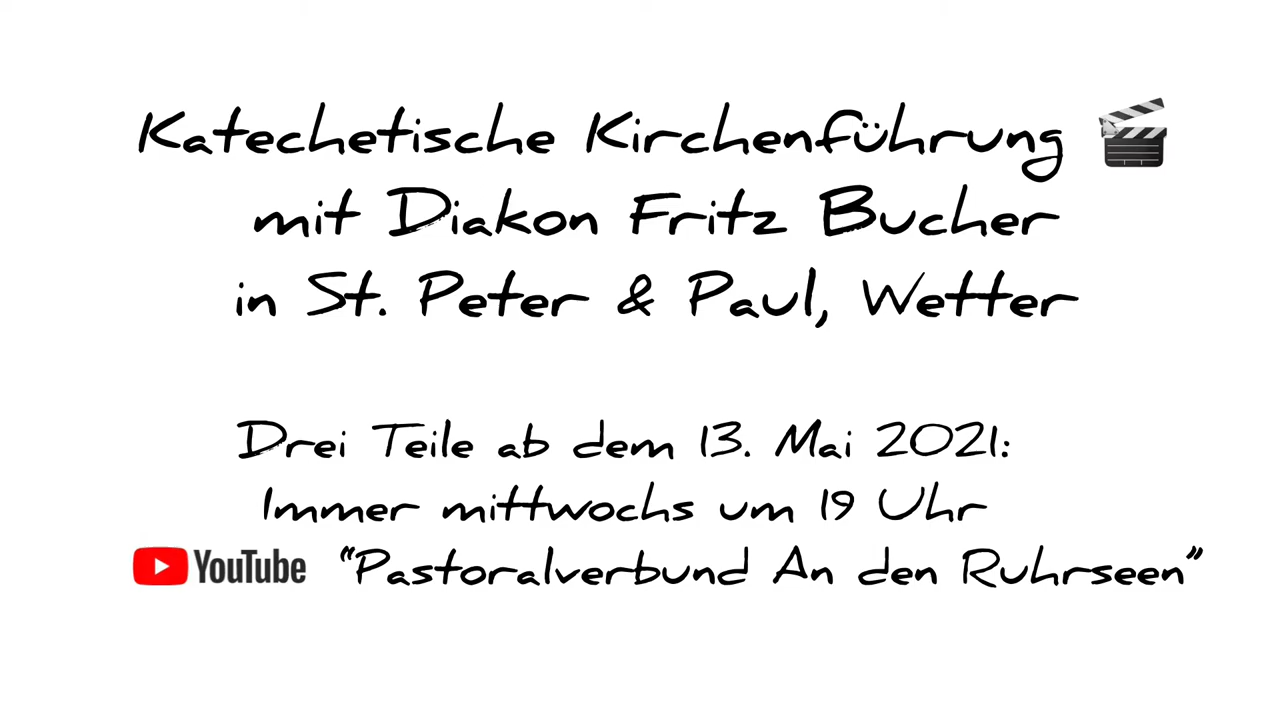 Katechetische Kirchenführung
mit Diakon Fritz Bucher
in St. Peter & Paul, Wetter
Drei Teile ab dem 13. Mai 2021:
Immer mittwochs um 19 Uhr
YouTube "Pastoralverbund An den Ruhrseen"